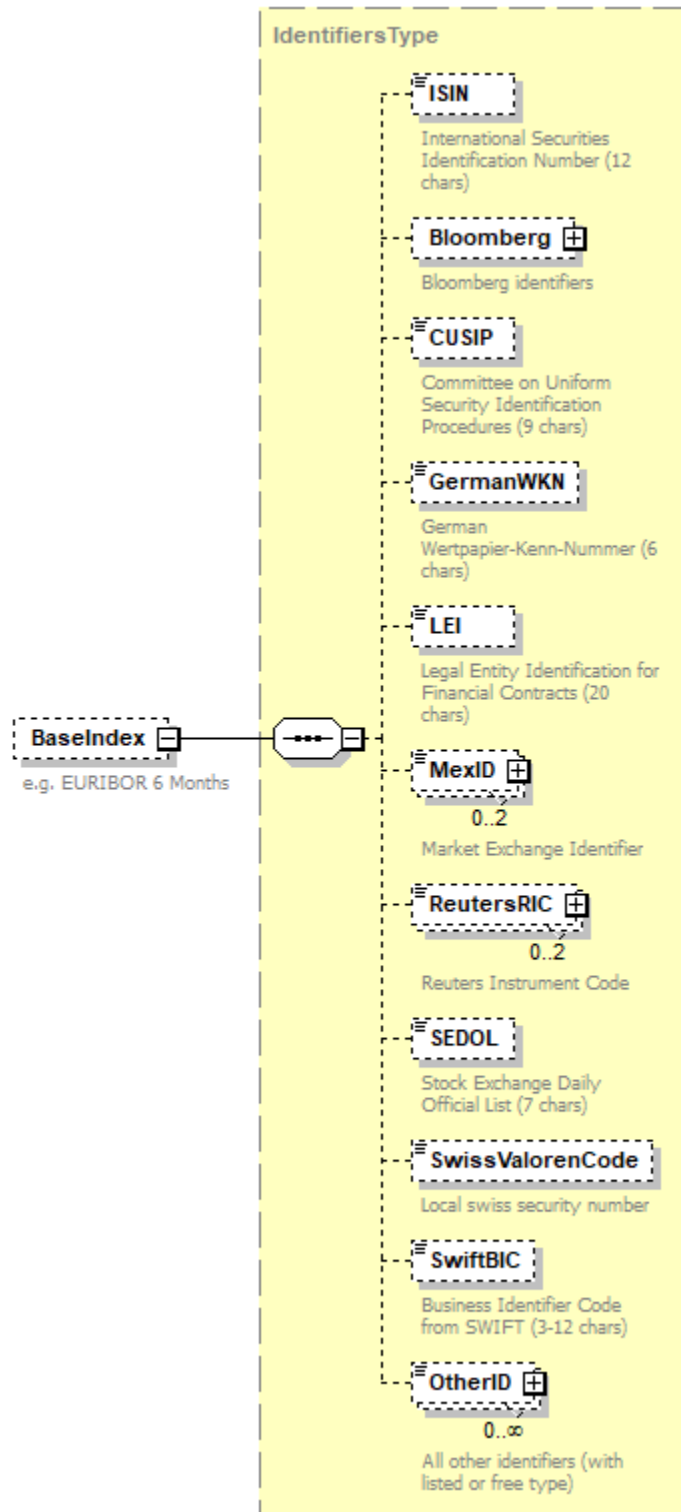 IdentifiersType
ISIN
International Securities
Identification Number (12
chars)
Bloomberg
Bloomberg identifiers
CUSIP
Committee on Uniform
Security Identification
Procedures (9 chars)
GermanWKN
German
Wertpapier-Kenn-Nummer (6
chars)
LEI
Legal Entity Identification for
Financial Contracts (20
chars)
BaseIndex
e.g. EURIBOR 6 Months
MexID
0..2
Market Exchange Identifier
ReutersRIC
0..2
Reuters Instrument Code
SEDOL
Stock Exchange Daily
Official List (7 chars)
SwissValorenCode
Local swiss security number
SwiftBIC
Business Identifier Code
from SWIFT (3-12 chars)
OtherID
0..∞
All other identifiers (with
listed or free type)